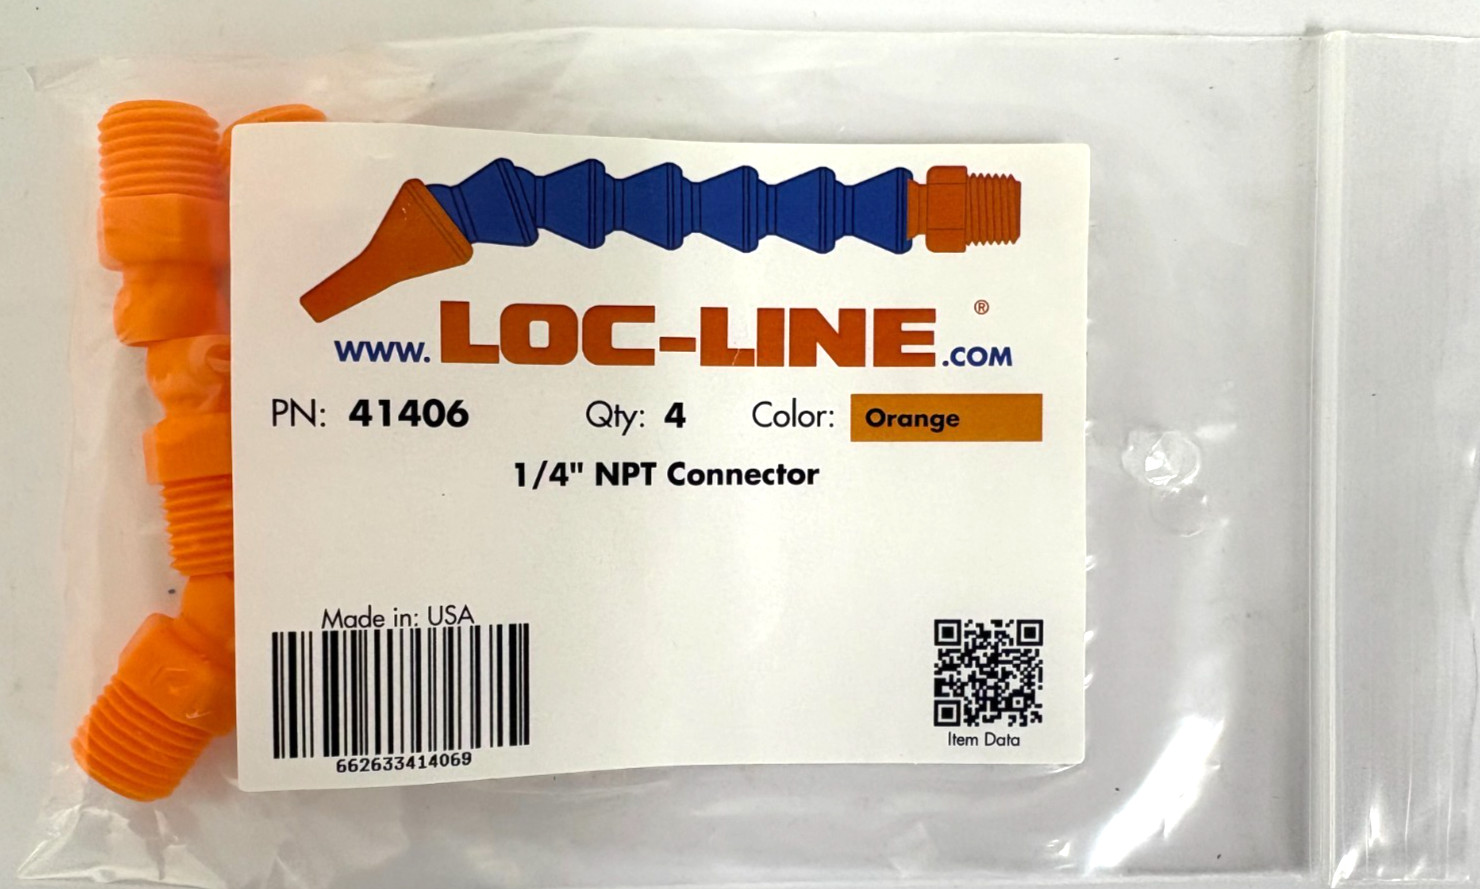 www.LOC-LINE®.COM
PN: 41406 Qty: 4 Color: Orange
1/4" NPT Connector
Made in: USA
662633414069
Item Data